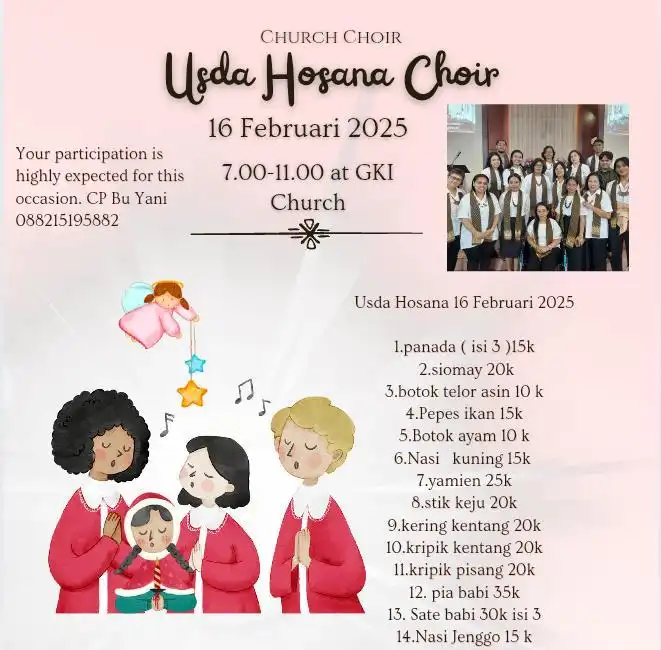 CHURCH CHOIR
Usda Hosana Choir
16 Februari 2025
7.00-11.00 at GKI
Church
Your participation is
highly expected for this
occasion. CP Bu Yani
088215195882
Usda Hosana 16 Februari 2025
1.panada ( isi 3 )15k
2.siomay 20k
3.botok telor asin 10 k
4.Pepes ikan 15k
5.Botok ayam 10 k
6.Nasi kuning 15k
7.yamien 25k
8.stik keju 20k
9.kering kentang 20k
10.kripik kentang 20k
11.kripik pisang 20k
12. pia babi 35k
13. Sate babi 30k isi 3
14.Nasi Jenggo 15 k